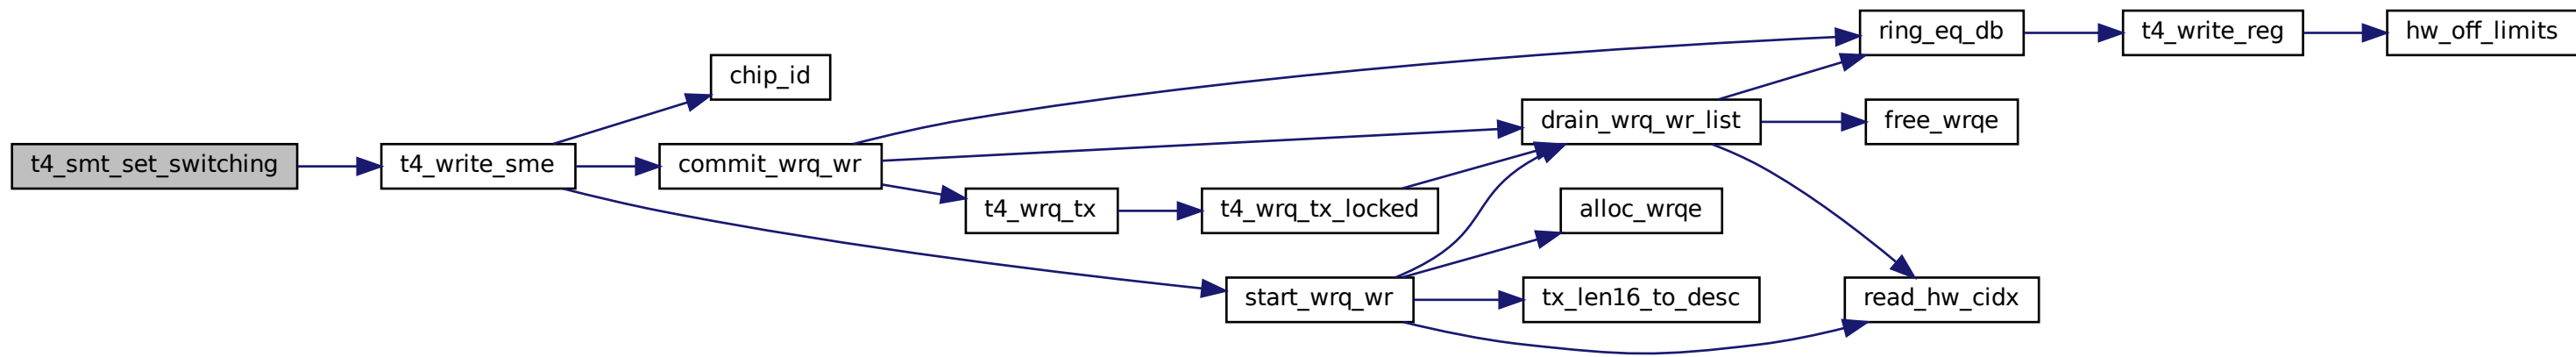 t4_smt_set_switching
t4_write_sme
chip_id
commit_wrq_wr
t4_wrq_tx
t4_wrq_tx_locked
start_wrq_wr
drain_wrq_wr_list
alloc_wrqe
tx_len16_to_desc
ring_eq_db
free_wrqe
read_hw_cidx
t4_write_reg
hw_off_limits